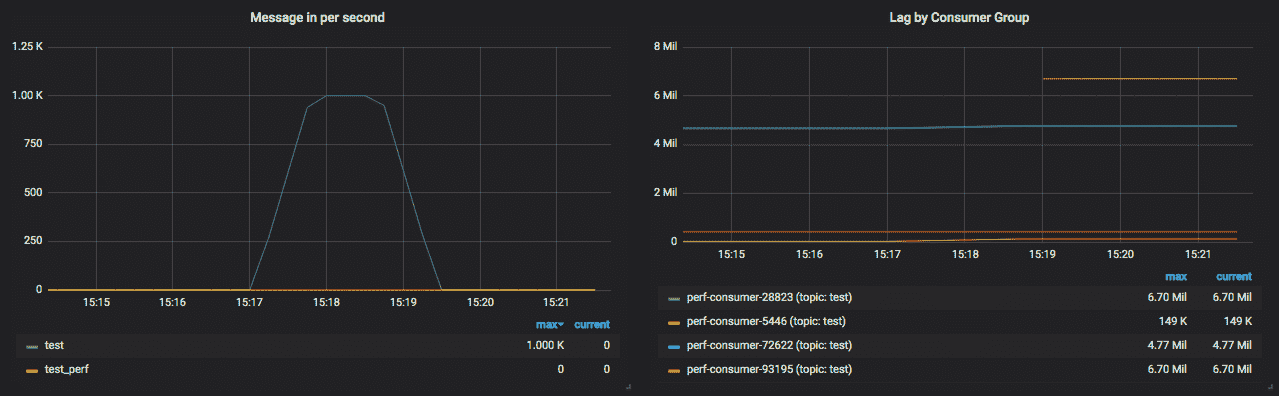 Message in per second
1.25 K
1.00 K
750
500
250
0
15:15 15:16 15:17 15:18 15:19 15:20 15:21
max current
test 1.000 K 0
test_perf 0 0
Lag by Consumer Group
8 Mil
6 Mil
4 Mil
2 Mil
0
15:15 15:16 15:17 15:18 15:19 15:20 15:21
max current
perf-consumer-28823 (topic: test) 6.70 Mil 6.70 Mil
perf-consumer-5446 (topic: test) 149 K 149 K
perf-consumer-72622 (topic: test) 4.77 Mil 4.77 Mil
perf-consumer-93195 (topic: test) 6.70 Mil 6.70 Mil